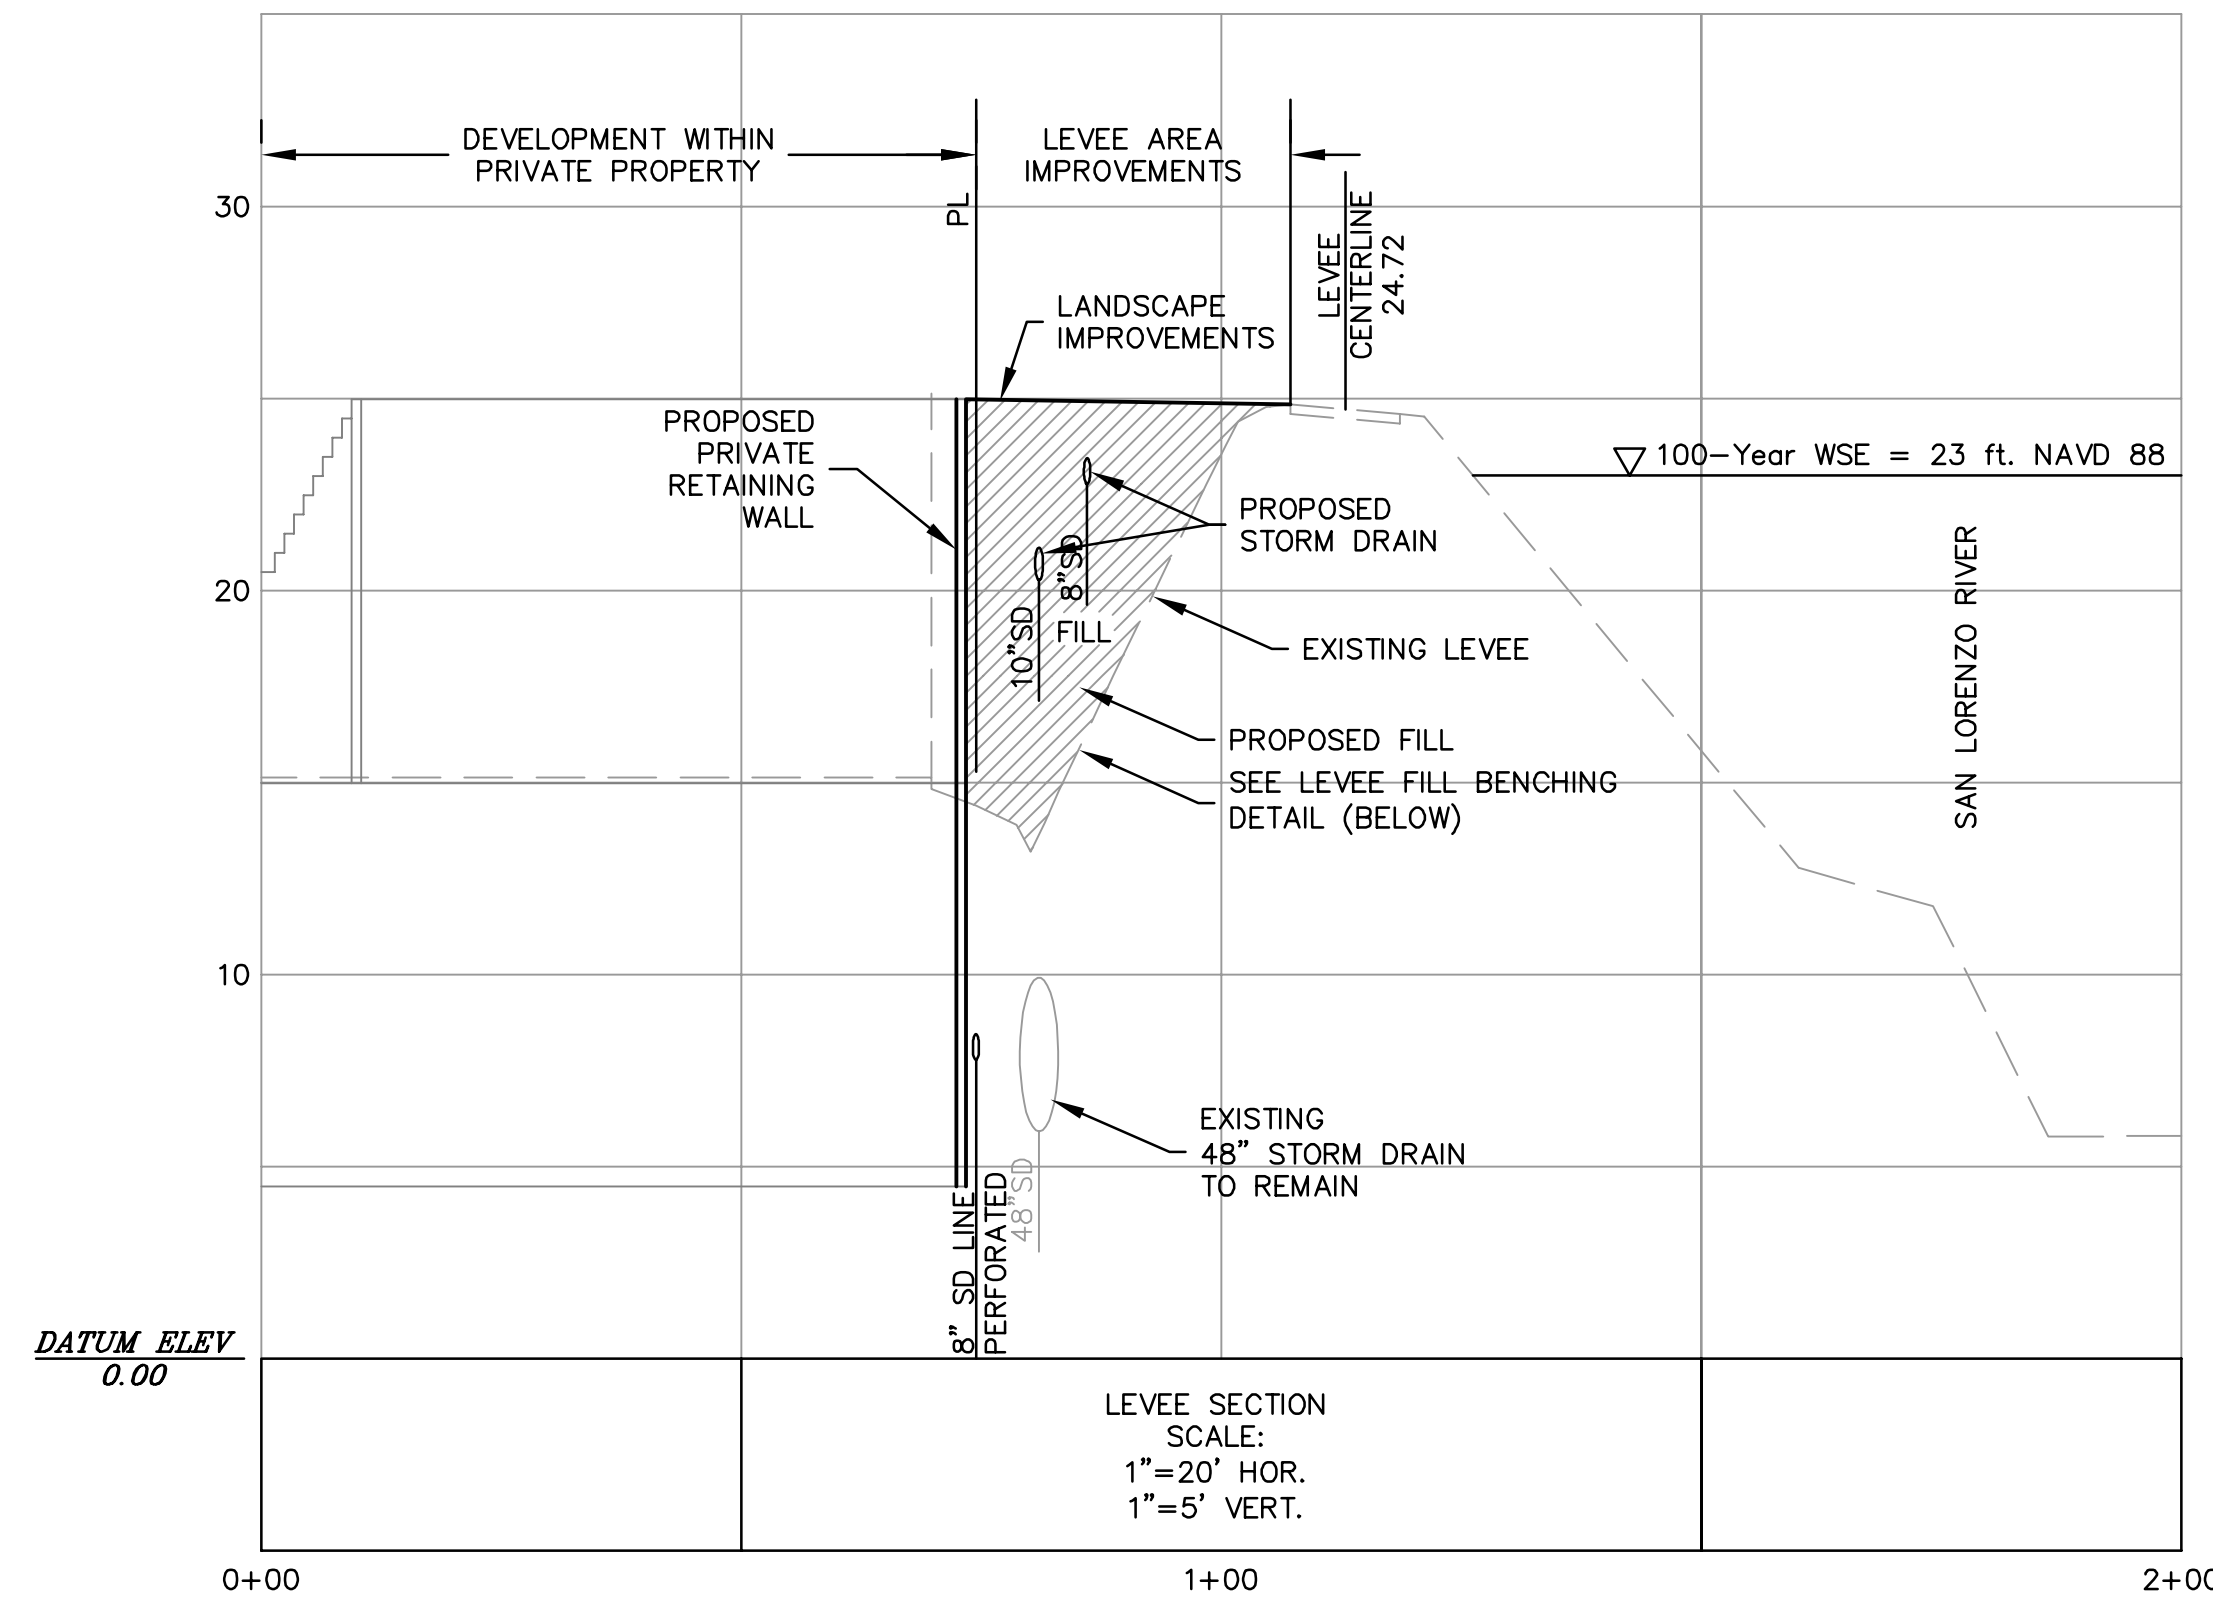 DEVELOPMENT WITHIN
PRIVATE PROPERTY
LEVEE AREA
IMPROVEMENTS
30
PL
LEVEE
CENTERLINE
24.72
LANDSCAPE
IMPROVEMENTS
PROPOSED
PRIVATE
RETAINING
WALL
100-Year WSE = 23 ft. NAVD 88
PROPOSED
STORM DRAIN
SAN LORENZO RIVER
20
8"SD
10"SD
FILL
EXISTING LEVEE
PROPOSED FILL
SEE LEVEE FILL BENCHING
DETAIL (BELOW)
10
EXISTING
48" STORM DRAIN
TO REMAIN
8" SD LINE
PERFORATED
48"SD
DATUM ELEV
0.00
LEVEE SECTION
SCALE:
1"=20' HOR.
1"=5' VERT.
0+00
1+00
2+00